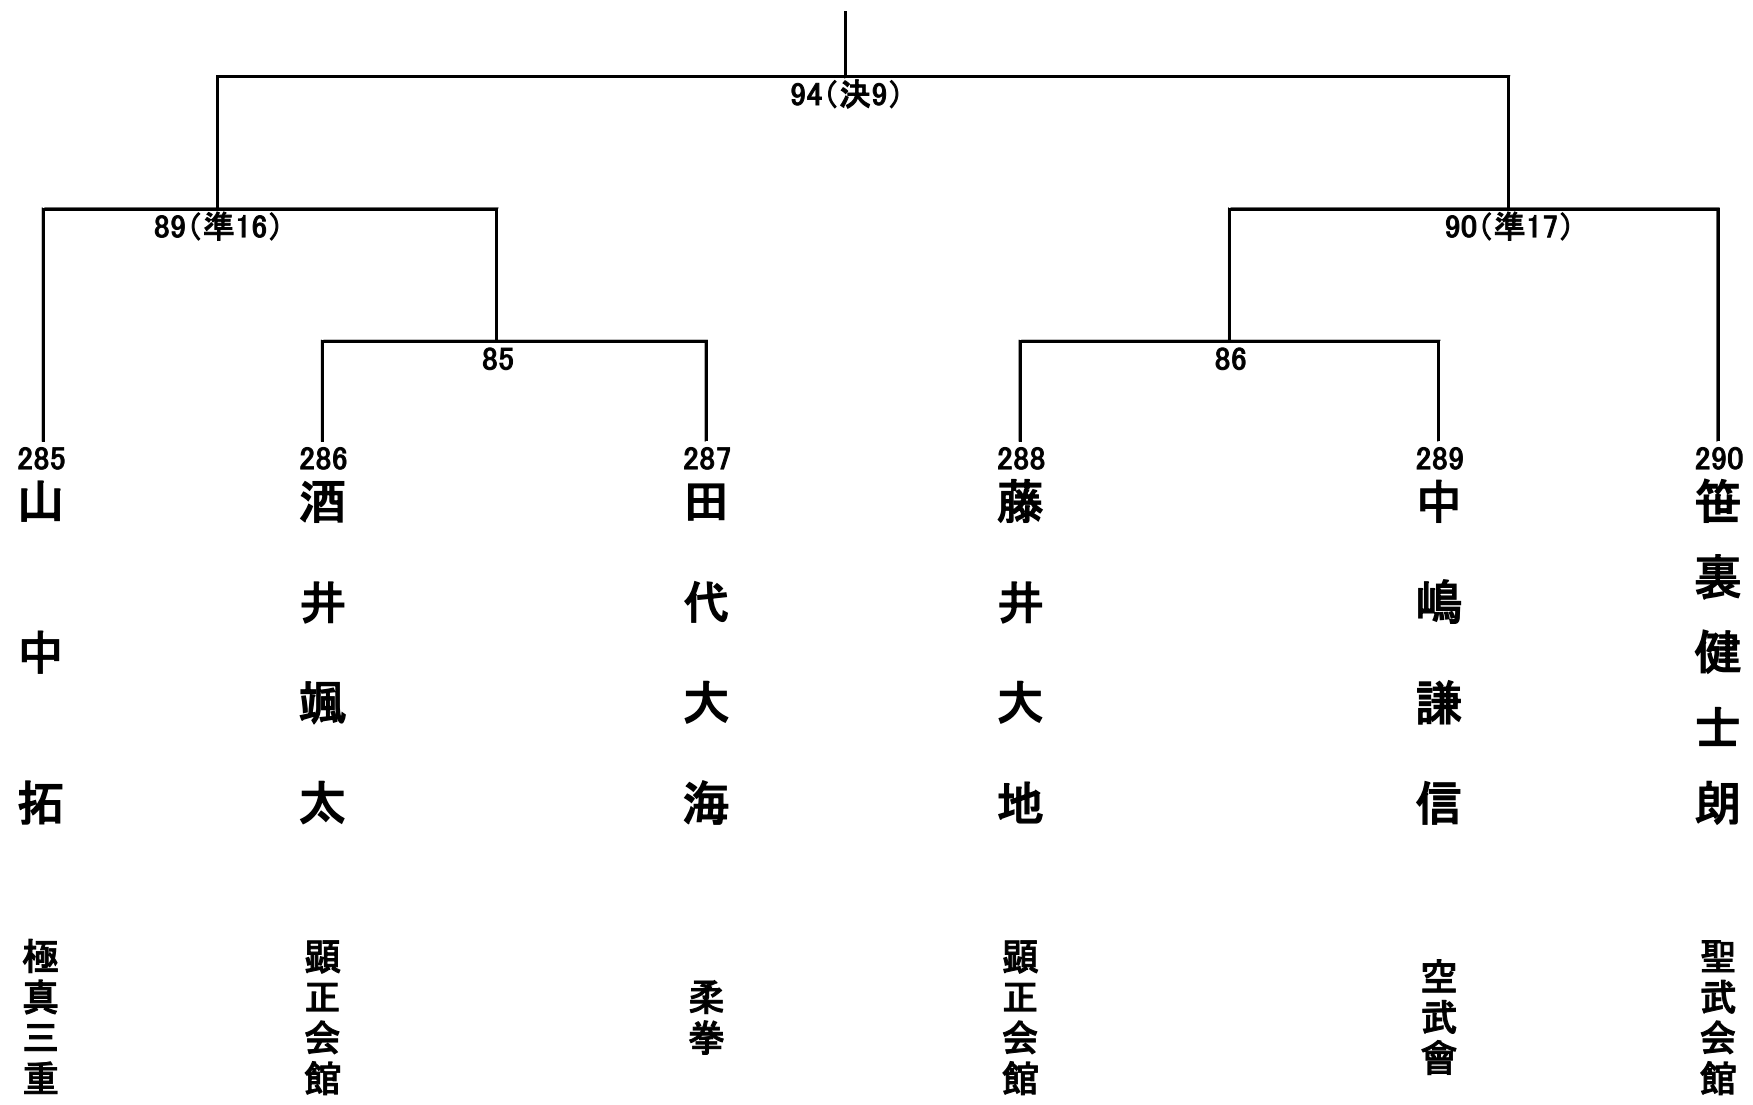 94（決9）
89（準16）
90（準17）
85
86
285
286
287
288
289
290
山中拓
酒井颯太
田代大海
藤井大地
中嶋謙信
笹裏健士朗
極真三重
顕正会館
柔拳
顕正会館
空武會
聖武会館